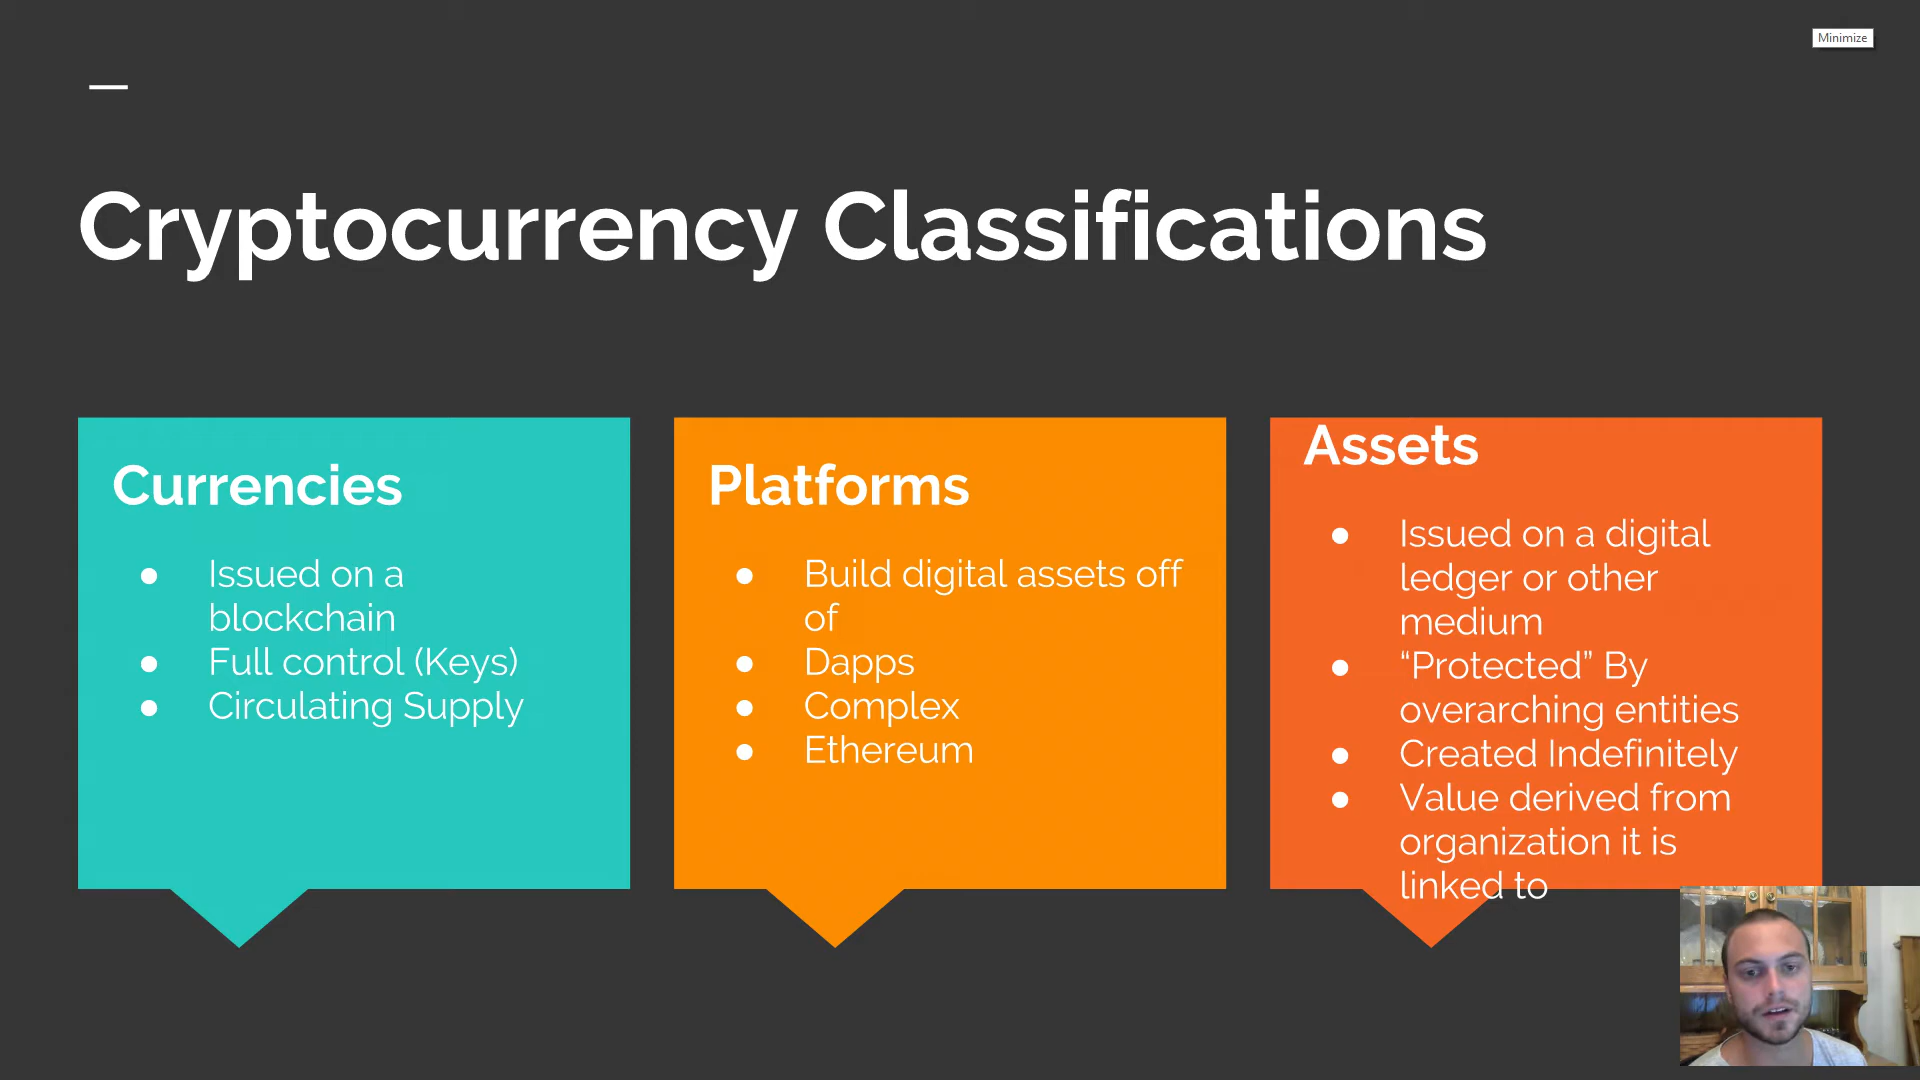 Minimize
Cryptocurrency Classifications
Currencies
● Issued on a
blockchain
● Full control (Keys)
● Circulating Supply
Platforms
● Build digital assets off
of
● Dapps
● Complex
● Ethereum
Assets
● Issued on a digital
ledger or other
medium
● “Protected” By
overarching entities
● Created Indefinitely
● Value derived from
organization it is
linked to